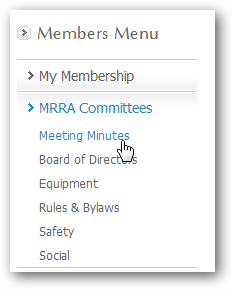 Members Menu
My Membership
MRRA Committees
Meeting Minutes
Board of Directors
Equipment
Rules & Bylaws
Safety
Social